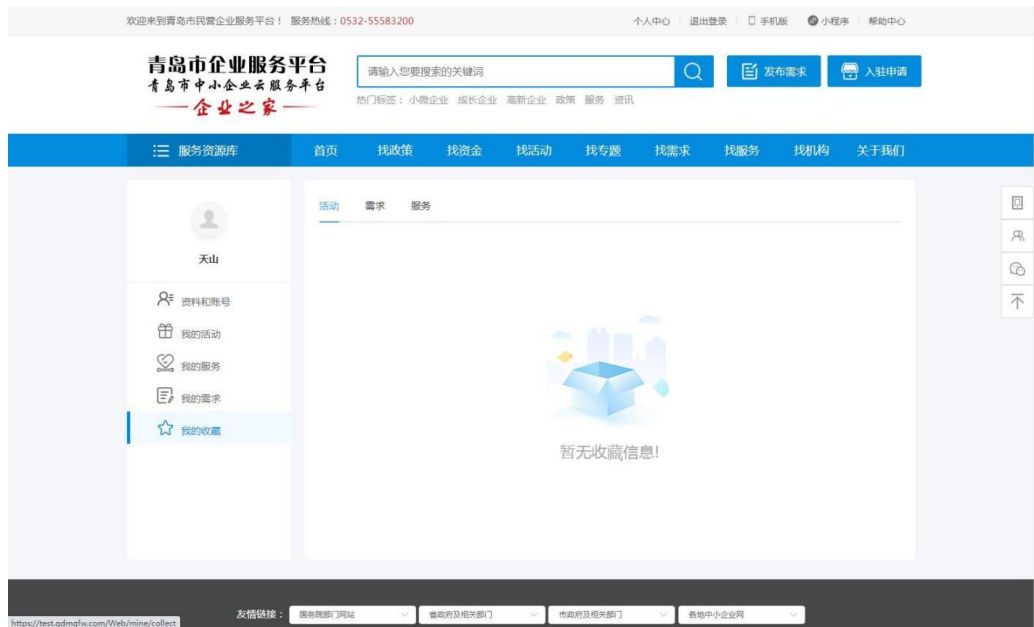 欢迎来到青岛市民营企业服务平台！ 服务热线：0532-55583200
个人中心 退出登录 手机版 小程序 帮助中心
青岛市企业服务平台
青岛市中小企业云服务平台
企业之家
请输入您要搜索的关键词
发布需求
入驻申请
热门标签： 小微企业 成长企业 高新企业 政策 服务 资讯
服务资源库 首页 找政策 找资金 找活动 找专题 找需求 找服务 找机构 关于我们
天山
资料和账号
我的活动
我的服务
我的需求
我的收藏
活动 需求 服务
暂无收藏信息!
友情链接： 国务院部门网站 省政府及相关部门 市政府及相关部门 各地中小企业网
https://test.qdmqfw.com/Web/mine/collect